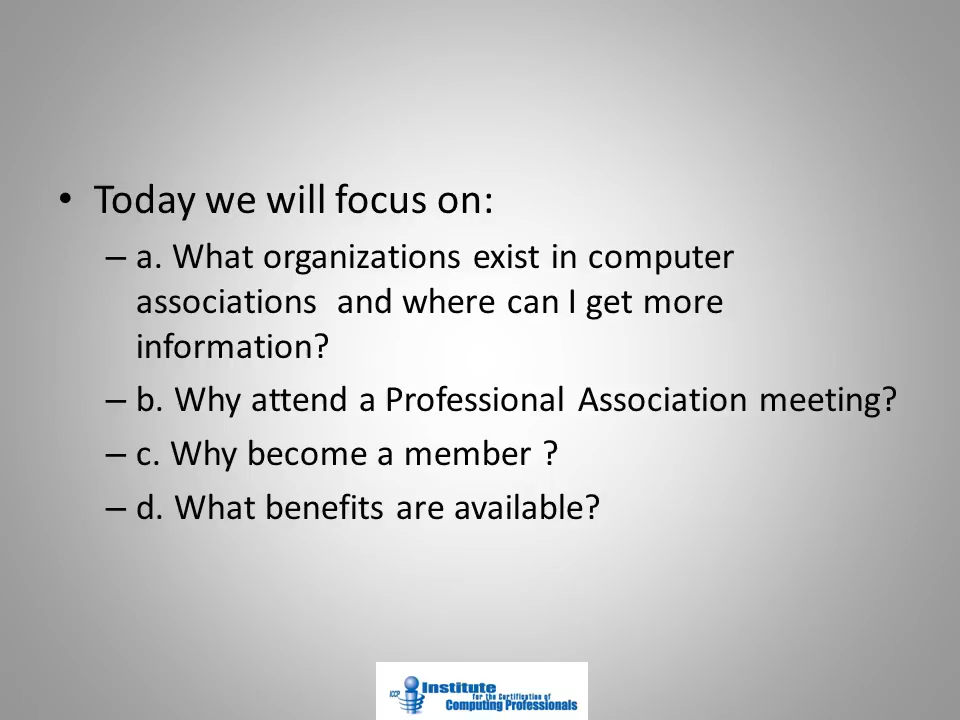 • Today we will focus on:
– a. What organizations exist in computer
associations and where can I get more
information?
– b. Why attend a Professional Association meeting?
– c. Why become a member ?
– d. What benefits are available?
ICCP Institute
for the Certification of
Computing Professionals